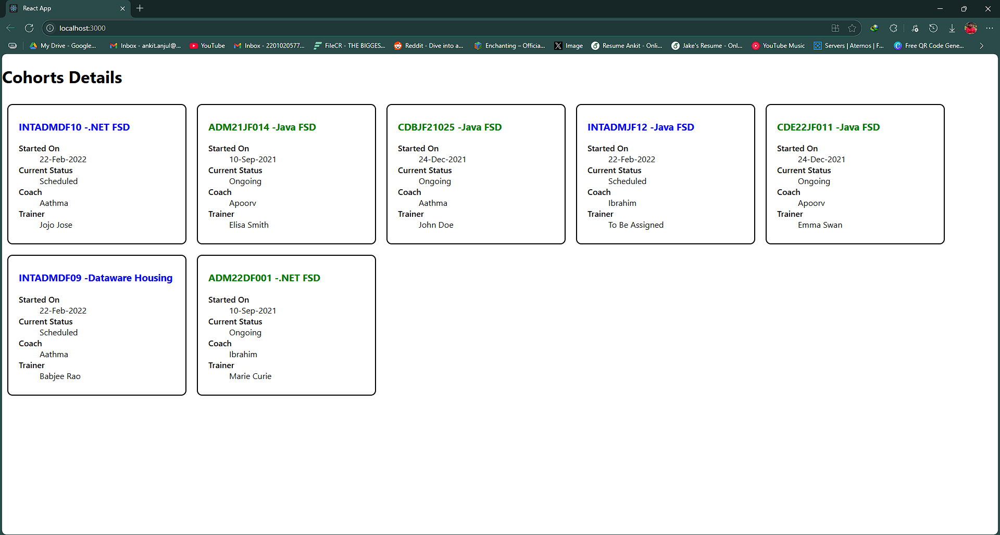 React App
localhost:3000
My Drive - Google...
Inbox - ankit.anjul@...
YouTube
Inbox - 2201020577...
FileCR - THE BIGGES...
Reddit - Dive into a...
Enchanting – Officia...
Image
Resume Ankit - Onli...
Jake's Resume - Onl...
YouTube Music
Servers | Aternos | F...
Free QR Code Gene...
Cohorts Details
INTADMDF10 -.NET FSD
Started On
22-Feb-2022
Current Status
Scheduled
Coach
Aathma
Trainer
Jojo Jose
ADM21JF014 -Java FSD
Started On
10-Sep-2021
Current Status
Ongoing
Coach
Apoorv
Trainer
Elisa Smith
CDBJF21025 -Java FSD
Started On
24-Dec-2021
Current Status
Ongoing
Coach
Aathma
Trainer
John Doe
INTADMJF12 -Java FSD
Started On
22-Feb-2022
Current Status
Scheduled
Coach
Ibrahim
Trainer
To Be Assigned
CDE22JF011 -Java FSD
Started On
24-Dec-2021
Current Status
Ongoing
Coach
Apoorv
Trainer
Emma Swan
INTADMDF09 -Dataware Housing
Started On
22-Feb-2022
Current Status
Scheduled
Coach
Aathma
Trainer
Babjee Rao
ADM22DF001 -.NET FSD
Started On
10-Sep-2021
Current Status
Ongoing
Coach
Ibrahim
Trainer
Marie Curie